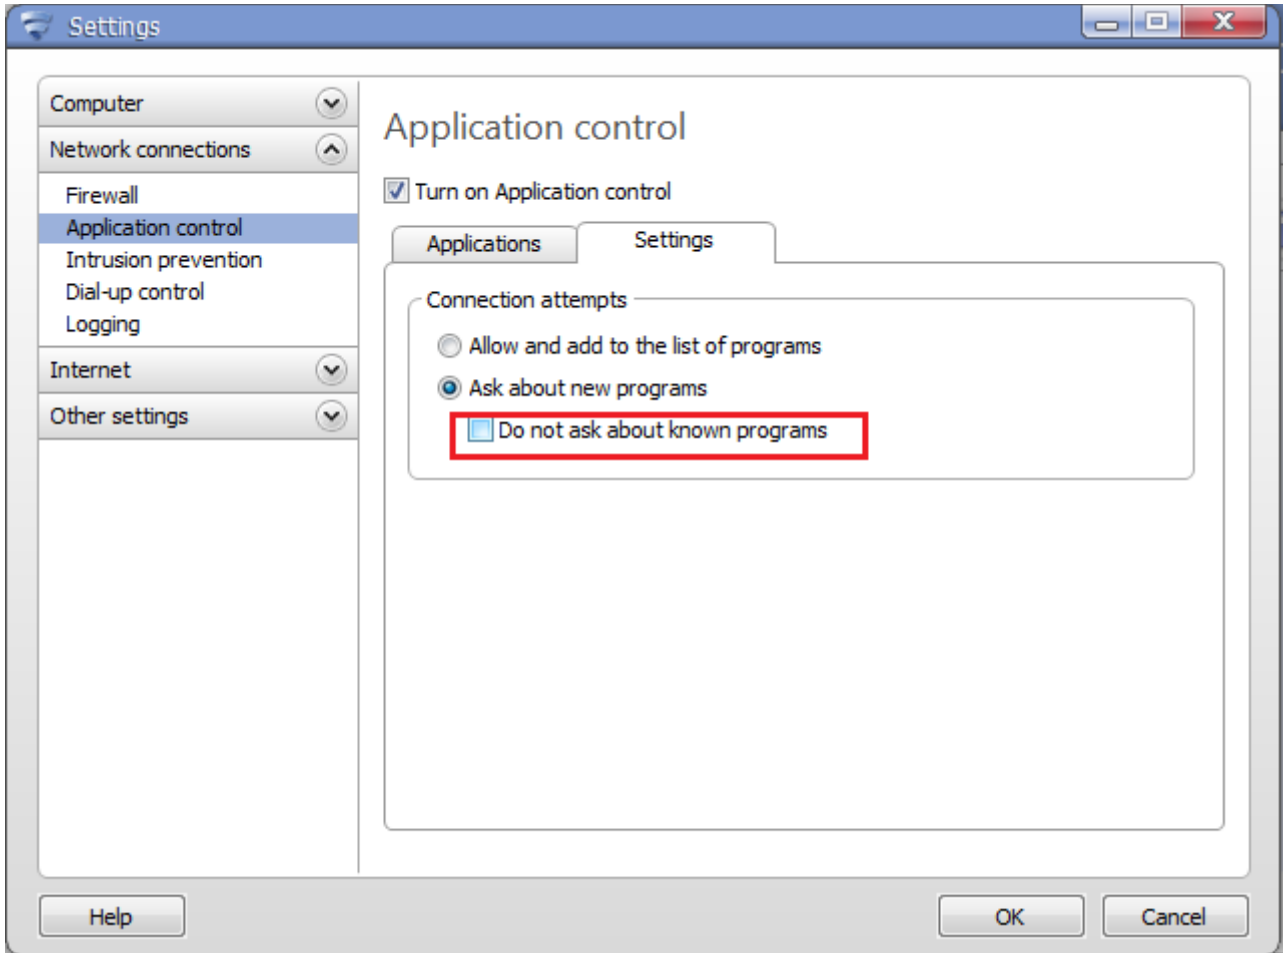 Settings
Computer
Network connections
Firewall
Application control
Intrusion prevention
Dial-up control
Logging
Internet
Other settings
Application control
Turn on Application control
Applications
Settings
Connection attempts
Allow and add to the list of programs
Ask about new programs
Do not ask about known programs
Help
OK
Cancel